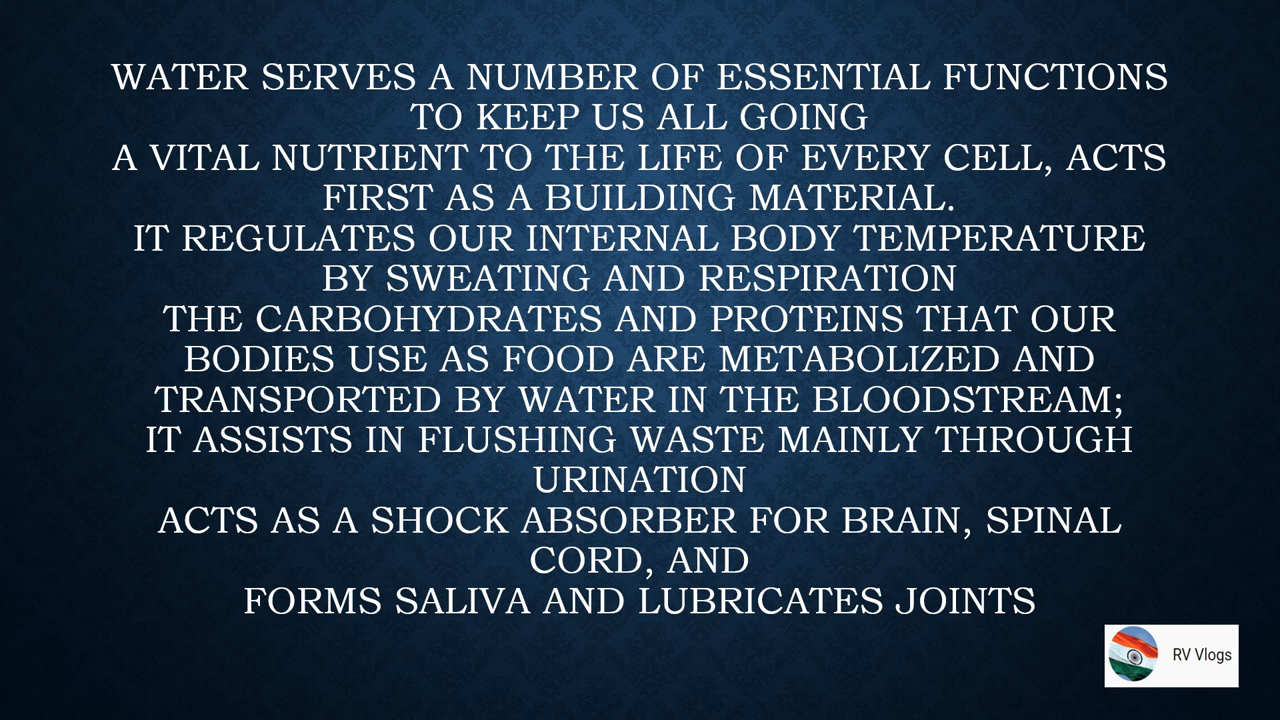 WATER SERVES A NUMBER OF ESSENTIAL FUNCTIONS
TO KEEP US ALL GOING
A VITAL NUTRIENT TO THE LIFE OF EVERY CELL, ACTS
FIRST AS A BUILDING MATERIAL.
IT REGULATES OUR INTERNAL BODY TEMPERATURE
BY SWEATING AND RESPIRATION
THE CARBOHYDRATES AND PROTEINS THAT OUR
BODIES USE AS FOOD ARE METABOLIZED AND
TRANSPORTED BY WATER IN THE BLOODSTREAM;
IT ASSISTS IN FLUSHING WASTE MAINLY THROUGH
URINATION
ACTS AS A SHOCK ABSORBER FOR BRAIN, SPINAL
CORD, AND
FORMS SALIVA AND LUBRICATES JOINTS
RV Vlogs